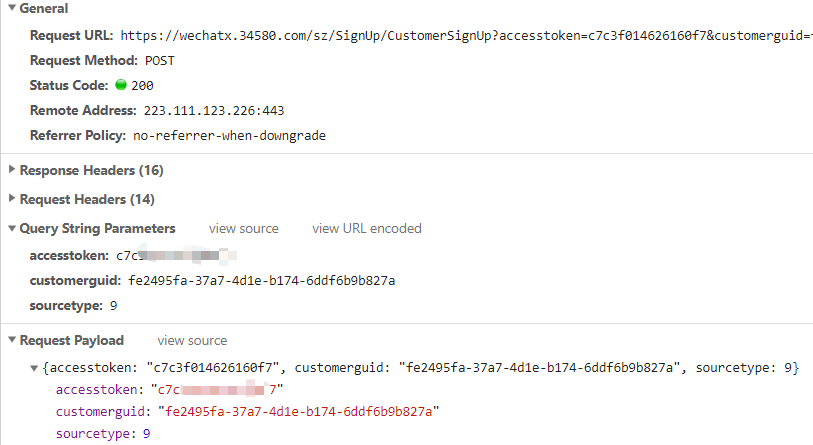 General
Request URL: https://wechatx.34580.com/sz/SignUp/CustomerSignUp?accesstoken=c7c3f014626160f7&customerguid=
Request Method: POST
Status Code: 200
Remote Address: 223.111.123.226:443
Referrer Policy: no-referrer-when-downgrade
Response Headers (16)
Request Headers (14)
Query String Parameters view source view URL encoded
accesstoken: c7c
customerguid: fe2495fa-37a7-4d1e-b174-6ddf6b9b827a
sourcetype: 9
Request Payload view source
{accesstoken: "c7c3f014626160f7", customerguid: "fe2495fa-37a7-4d1e-b174-6ddf6b9b827a", sourcetype: 9}
accesstoken: "c7c 7"
customerguid: "fe2495fa-37a7-4d1e-b174-6ddf6b9b827a"
sourcetype: 9